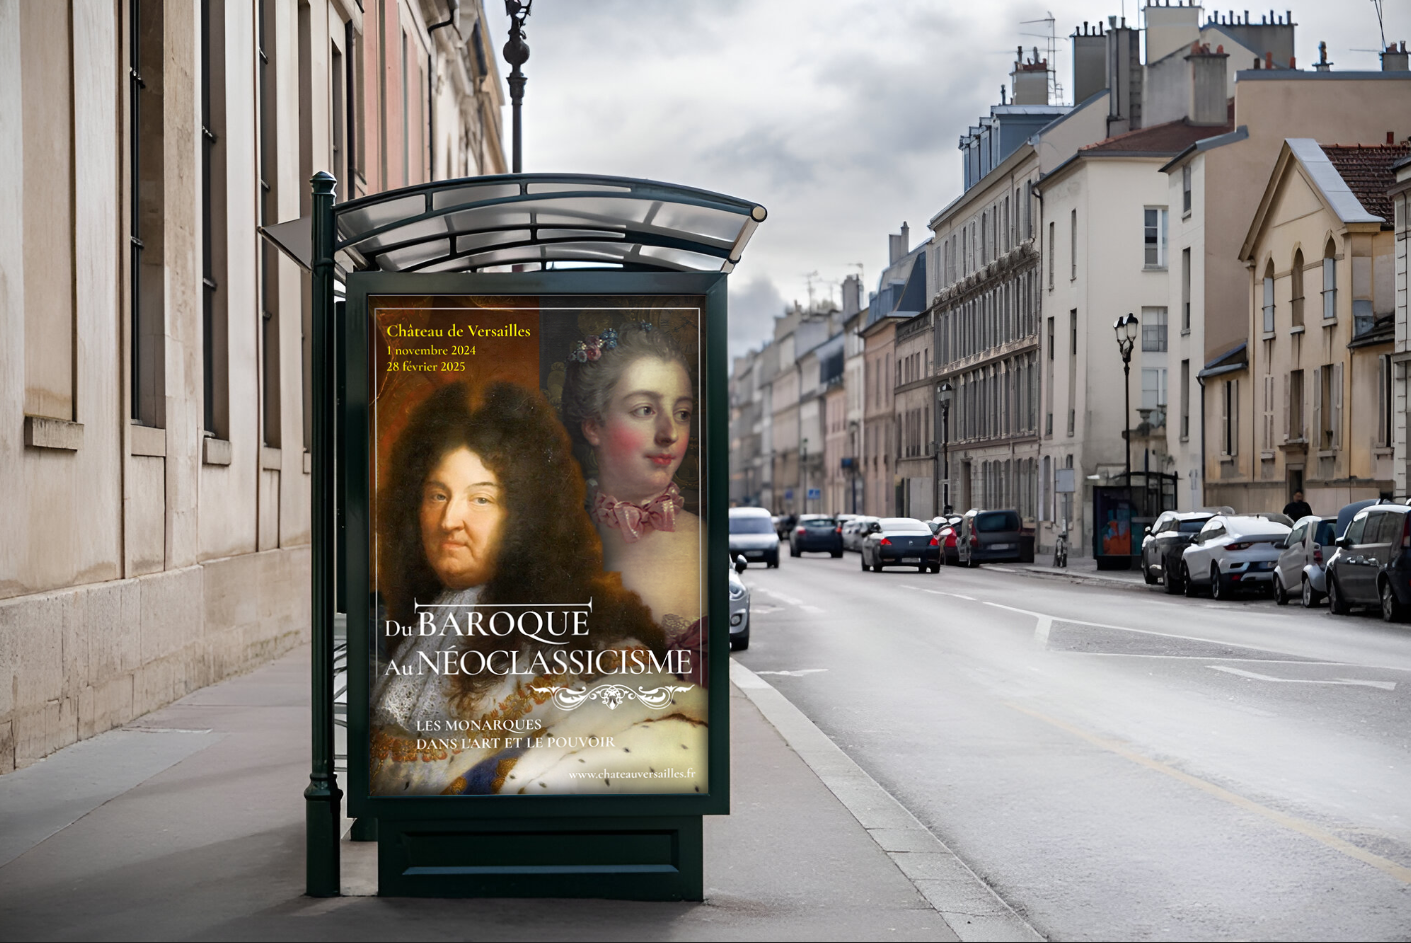 Château de Versailles
1 novembre 2024
28 février 2025
Du BAROQUE
Au NÉOCLASSICISME
LES MONARQUES
DANS L'ART ET LE POUVOIR
www.chateauversailles.fr